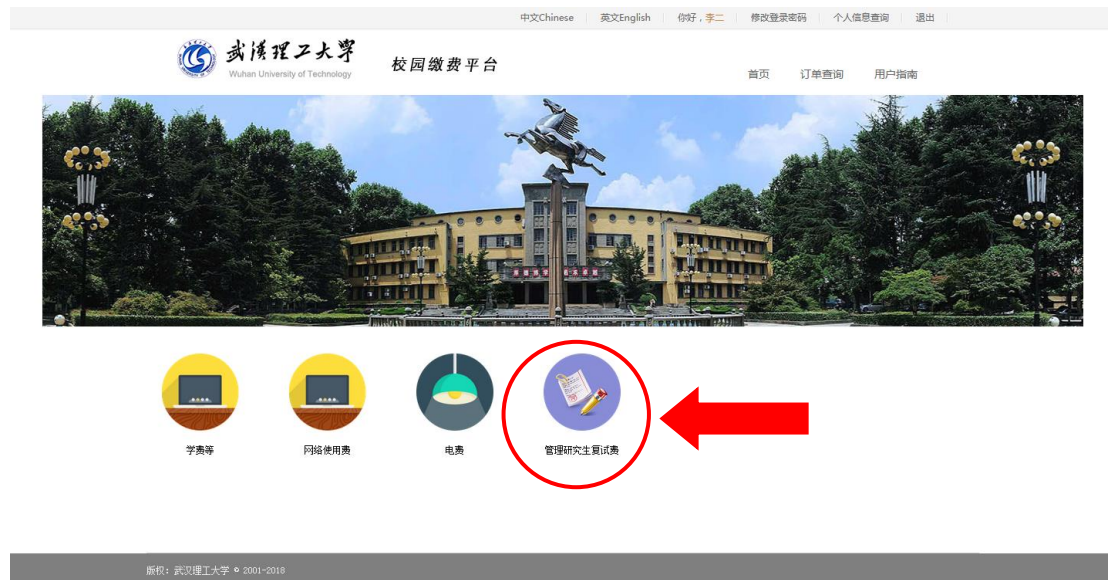 中文Chinese 英文English 你好，李二 修改登录密码 个人信息查询 退出
武汉理工大学
Wuhan University of Technology
校园缴费平台
首页 订单查询 用户指南
学费等 网络使用费 电费 管理研究生复试费
版权：武汉理工大学 © 2001-2018